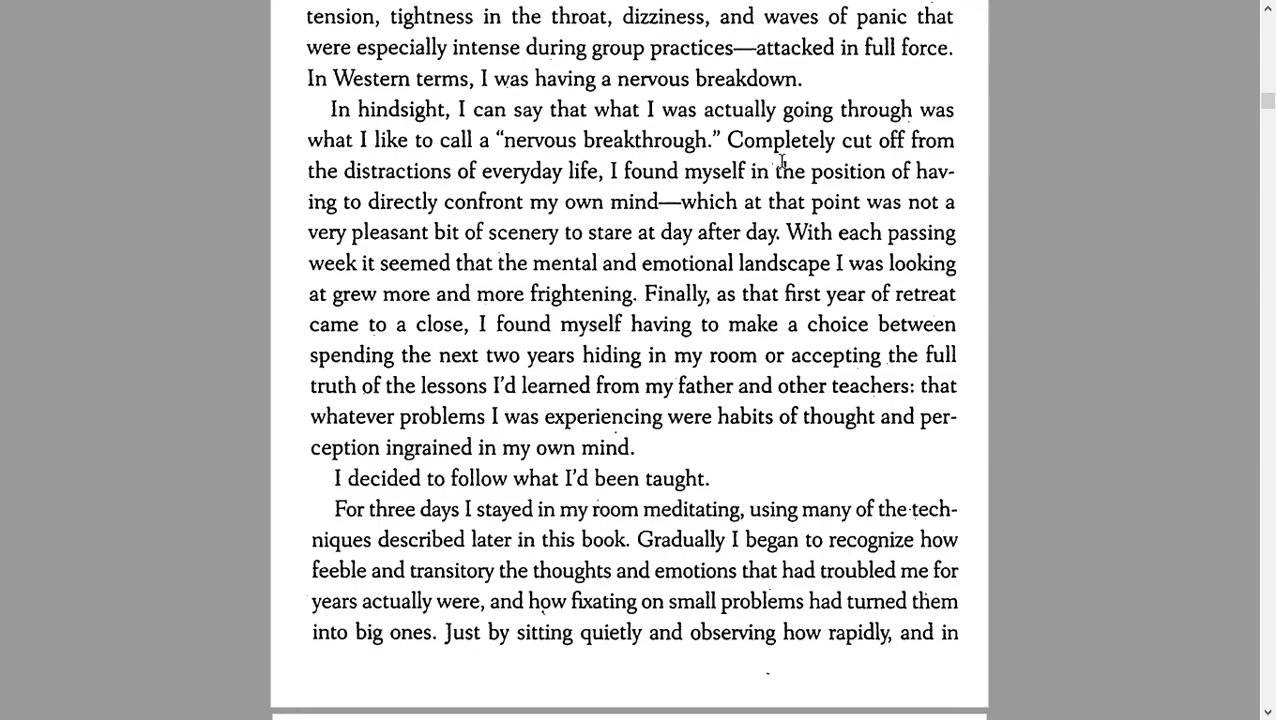 tension, tightness in the throat, dizziness, and waves of panic that
were especially intense during group practices—attacked in full force.
In Western terms, I was having a nervous breakdown.
In hindsight, I can say that what I was actually going through was
what I like to call a “nervous breakthrough.” Completely cut off from
the distractions of everyday life, I found myself in the position of hav-
ing to directly confront my own mind—which at that point was not a
very pleasant bit of scenery to stare at day after day. With each passing
week it seemed that the mental and emotional landscape I was looking
at grew more and more frightening. Finally, as that first year of retreat
came to a close, I found myself having to make a choice between
spending the next two years hiding in my room or accepting the full
truth of the lessons I’d learned from my father and other teachers: that
whatever problems I was experiencing were habits of thought and per-
ception ingrained in my own mind.
I decided to follow what I’d been taught.
For three days I stayed in my room meditating, using many of the tech-
niques described later in this book. Gradually I began to recognize how
feeble and transitory the thoughts and emotions that had troubled me for
years actually were, and how fixating on small problems had turned them
into big ones. Just by sitting quietly and observing how rapidly, and in